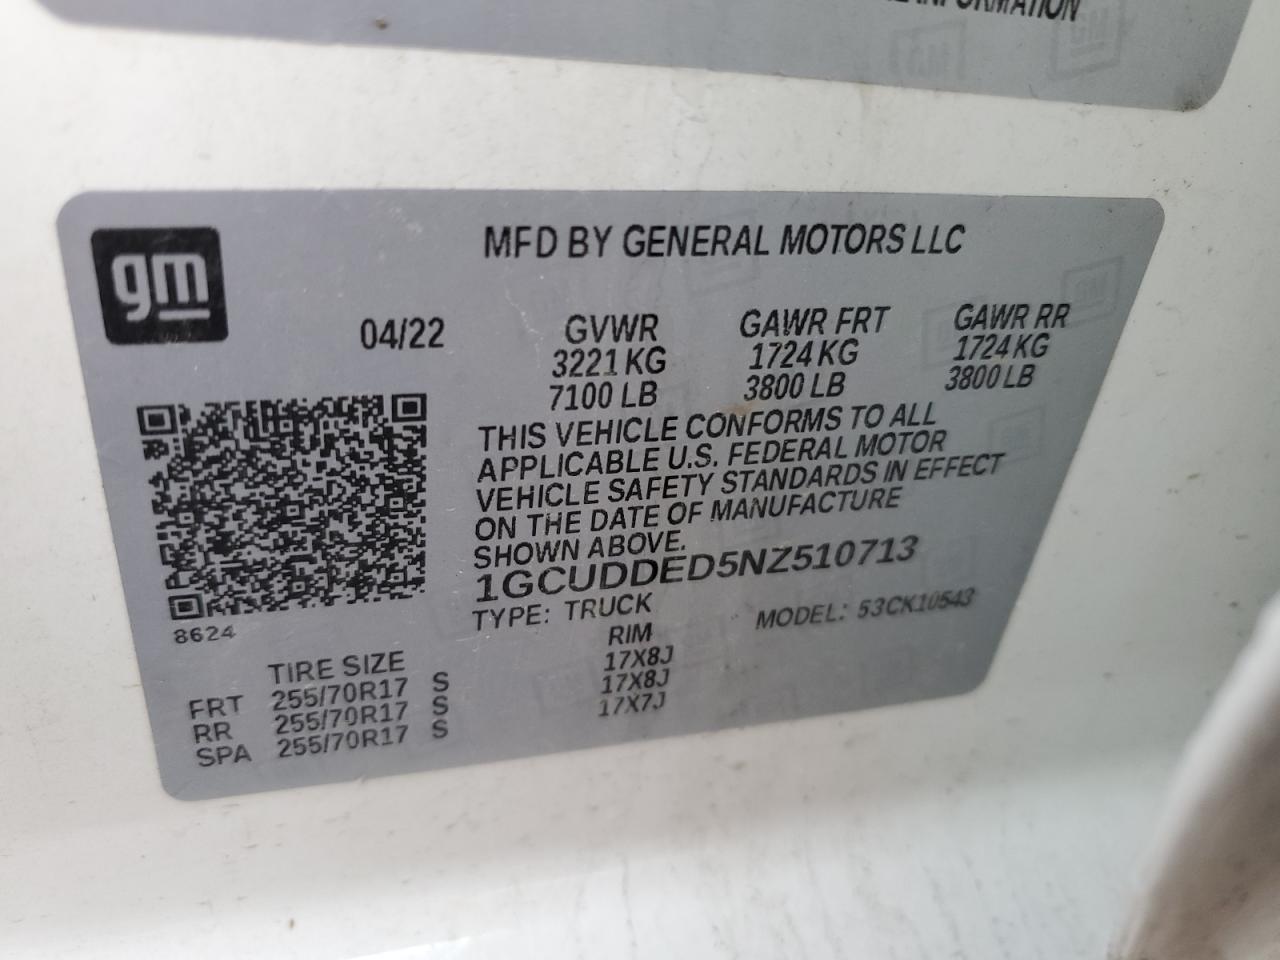 INFORMATION
gm
MFD BY GENERAL MOTORS LLC
04/22 GVWR GAWR FRT GAWR RR
3221 KG 1724 KG 1724 KG
7100 LB 3800 LB 3800 LB
THIS VEHICLE CONFORMS TO ALL
APPLICABLE U.S. FEDERAL MOTOR
VEHICLE SAFETY STANDARDS IN EFFECT
ON THE DATE OF MANUFACTURE
SHOWN ABOVE.
1GCUDDED5NZ510713
TYPE: TRUCK MODEL: 53CK10543
8624
TIRE SIZE RIM
FRT 255/70R17 S 17X8J
RR 255/70R17 S 17X8J
SPA 255/70R17 S 17X7J